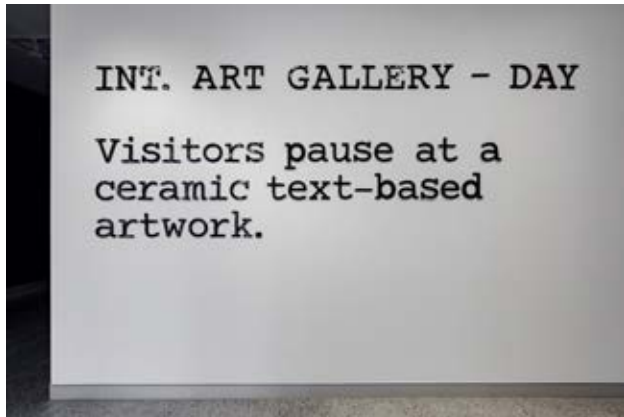 INT. ART GALLERY - DAY
Visitors pause at a
ceramic text-based
artwork.